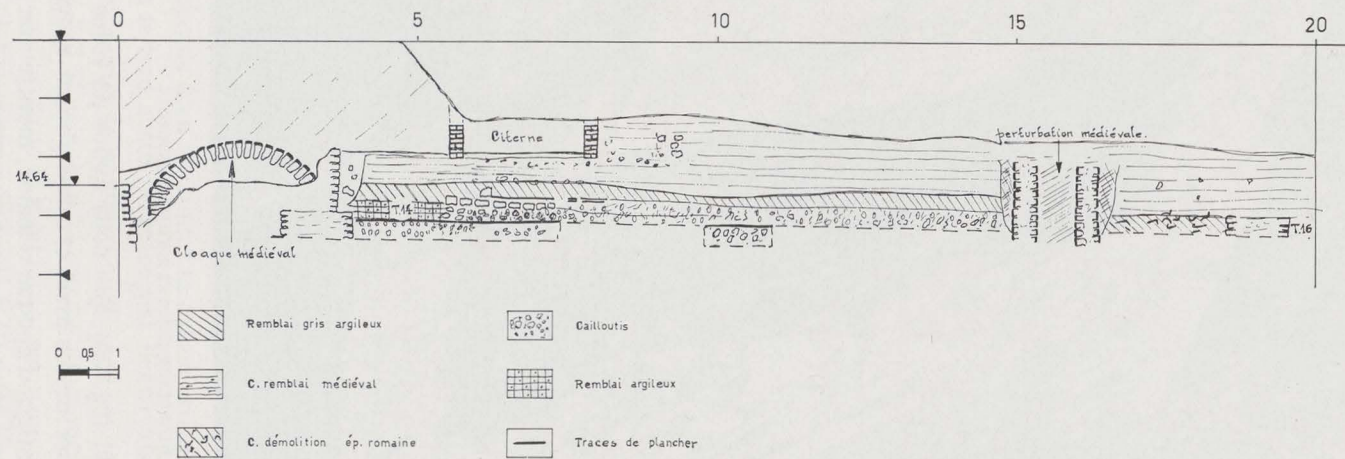 0 5 10 15 20
Citerne
perturbation médiévale.
14.64
T.14
T.16
Cloaque médiéval
Remblai gris argileux
Cailloutis
0 0,5 1
C. remblai médiéval
Remblai argileux
C. démolition ép. romaine
Traces de plancher